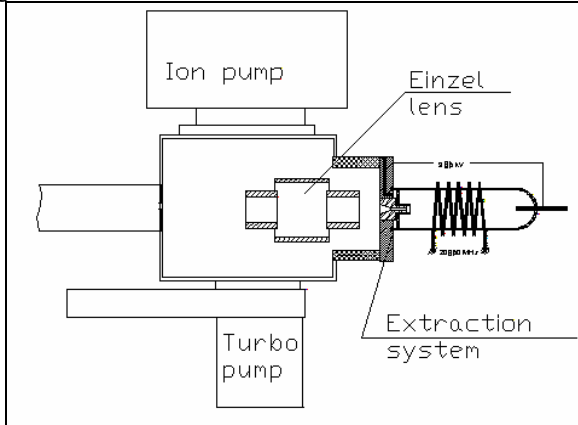 Ion pump
Einzel
lens
Extraction
system
Turbo
pump